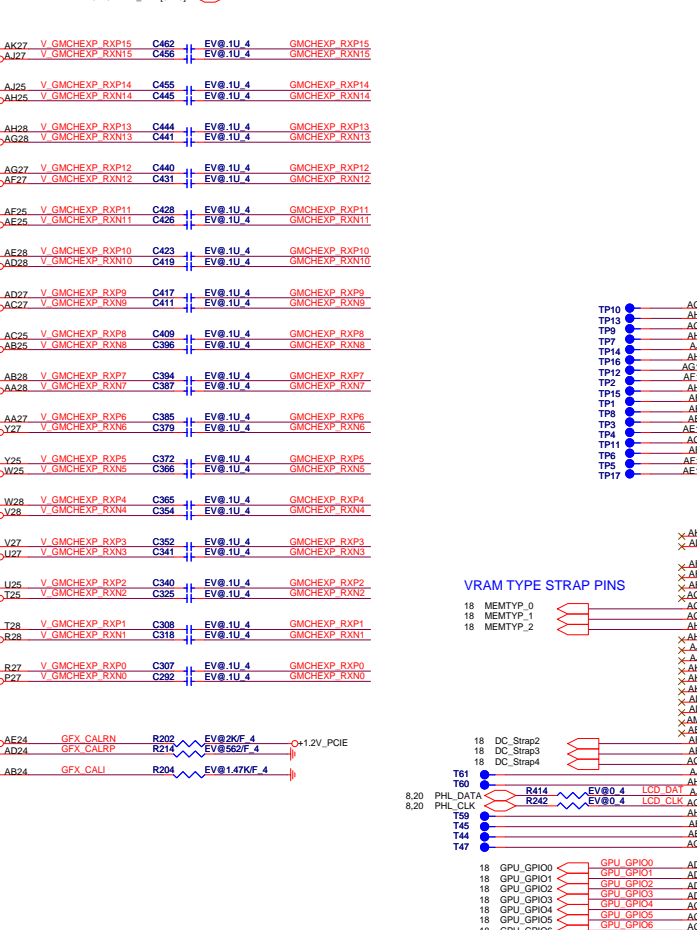 AK27 V_GMCHEXP_RXP15 C462 EV@.1U_4 GMCHEXP_RXP15
AJ27 V_GMCHEXP_RXN15 C456 EV@.1U_4 GMCHEXP_RXN15
AJ25 V_GMCHEXP_RXP14 C455 EV@.1U_4 GMCHEXP_RXP14
AH25 V_GMCHEXP_RXN14 C445 EV@.1U_4 GMCHEXP_RXN14
AH28 V_GMCHEXP_RXP13 C444 EV@.1U_4 GMCHEXP_RXP13
AG28 V_GMCHEXP_RXN13 C441 EV@.1U_4 GMCHEXP_RXN13
AG27 V_GMCHEXP_RXP12 C440 EV@.1U_4 GMCHEXP_RXP12
AF27 V_GMCHEXP_RXN12 C431 EV@.1U_4 GMCHEXP_RXN12
AF25 V_GMCHEXP_RXP11 C428 EV@.1U_4 GMCHEXP_RXP11
AE25 V_GMCHEXP_RXN11 C426 EV@.1U_4 GMCHEXP_RXN11
AE28 V_GMCHEXP_RXP10 C423 EV@.1U_4 GMCHEXP_RXP10
AD28 V_GMCHEXP_RXN10 C419 EV@.1U_4 GMCHEXP_RXN10
AD27 V_GMCHEXP_RXP9 C417 EV@.1U_4 GMCHEXP_RXP9
AC27 V_GMCHEXP_RXN9 C411 EV@.1U_4 GMCHEXP_RXN9
AC25 V_GMCHEXP_RXP8 C409 EV@.1U_4 GMCHEXP_RXP8
AB25 V_GMCHEXP_RXN8 C396 EV@.1U_4 GMCHEXP_RXN8
AB28 V_GMCHEXP_RXP7 C394 EV@.1U_4 GMCHEXP_RXP7
AA28 V_GMCHEXP_RXN7 C387 EV@.1U_4 GMCHEXP_RXN7
AA27 V_GMCHEXP_RXP6 C385 EV@.1U_4 GMCHEXP_RXP6
Y27 V_GMCHEXP_RXN6 C379 EV@.1U_4 GMCHEXP_RXN6
Y25 V_GMCHEXP_RXP5 C372 EV@.1U_4 GMCHEXP_RXP5
W25 V_GMCHEXP_RXN5 C366 EV@.1U_4 GMCHEXP_RXN5
W28 V_GMCHEXP_RXP4 C365 EV@.1U_4 GMCHEXP_RXP4
V28 V_GMCHEXP_RXN4 C354 EV@.1U_4 GMCHEXP_RXN4
V27 V_GMCHEXP_RXP3 C352 EV@.1U_4 GMCHEXP_RXP3
U27 V_GMCHEXP_RXN3 C341 EV@.1U_4 GMCHEXP_RXN3
U25 V_GMCHEXP_RXP2 C340 EV@.1U_4 GMCHEXP_RXP2
T25 V_GMCHEXP_RXN2 C325 EV@.1U_4 GMCHEXP_RXN2
T28 V_GMCHEXP_RXP1 C308 EV@.1U_4 GMCHEXP_RXP1
R28 V_GMCHEXP_RXN1 C318 EV@.1U_4 GMCHEXP_RXN1
R27 V_GMCHEXP_RXP0 C307 EV@.1U_4 GMCHEXP_RXP0
P27 V_GMCHEXP_RXN0 C292 EV@.1U_4 GMCHEXP_RXN0
AE24 GFX_CALRN R202 EV@2K/F_4 +1.2V_PCIE
AD24 GFX_CALRP R214 EV@562/F_4
AB24 GFX_CALI R204 EV@1.47K/F_4
TP10
TP13
TP9
TP7
TP14
TP16
TP12
TP2
TP15
TP1
TP8
TP3
TP4
TP11
TP6
TP5
TP17
VRAM TYPE STRAP PINS
18 MEMTYP_0
18 MEMTYP_1
18 MEMTYP_2
18 DC_Strap2
18 DC_Strap3
18 DC_Strap4
T61
T60
8,20 PHL_DATA R414 EV@0_4 LCD_DAT
8,20 PHL_CLK R242 EV@0_4 LCD_CLK
T59
T45
T44
T47
18 GPU_GPIO0 GPU_GPIO0
18 GPU_GPIO1 GPU_GPIO1
18 GPU_GPIO2 GPU_GPIO2
18 GPU_GPIO3 GPU_GPIO3
18 GPU_GPIO4 GPU_GPIO4
18 GPU_GPIO5 GPU_GPIO5
GPU_GPIO6